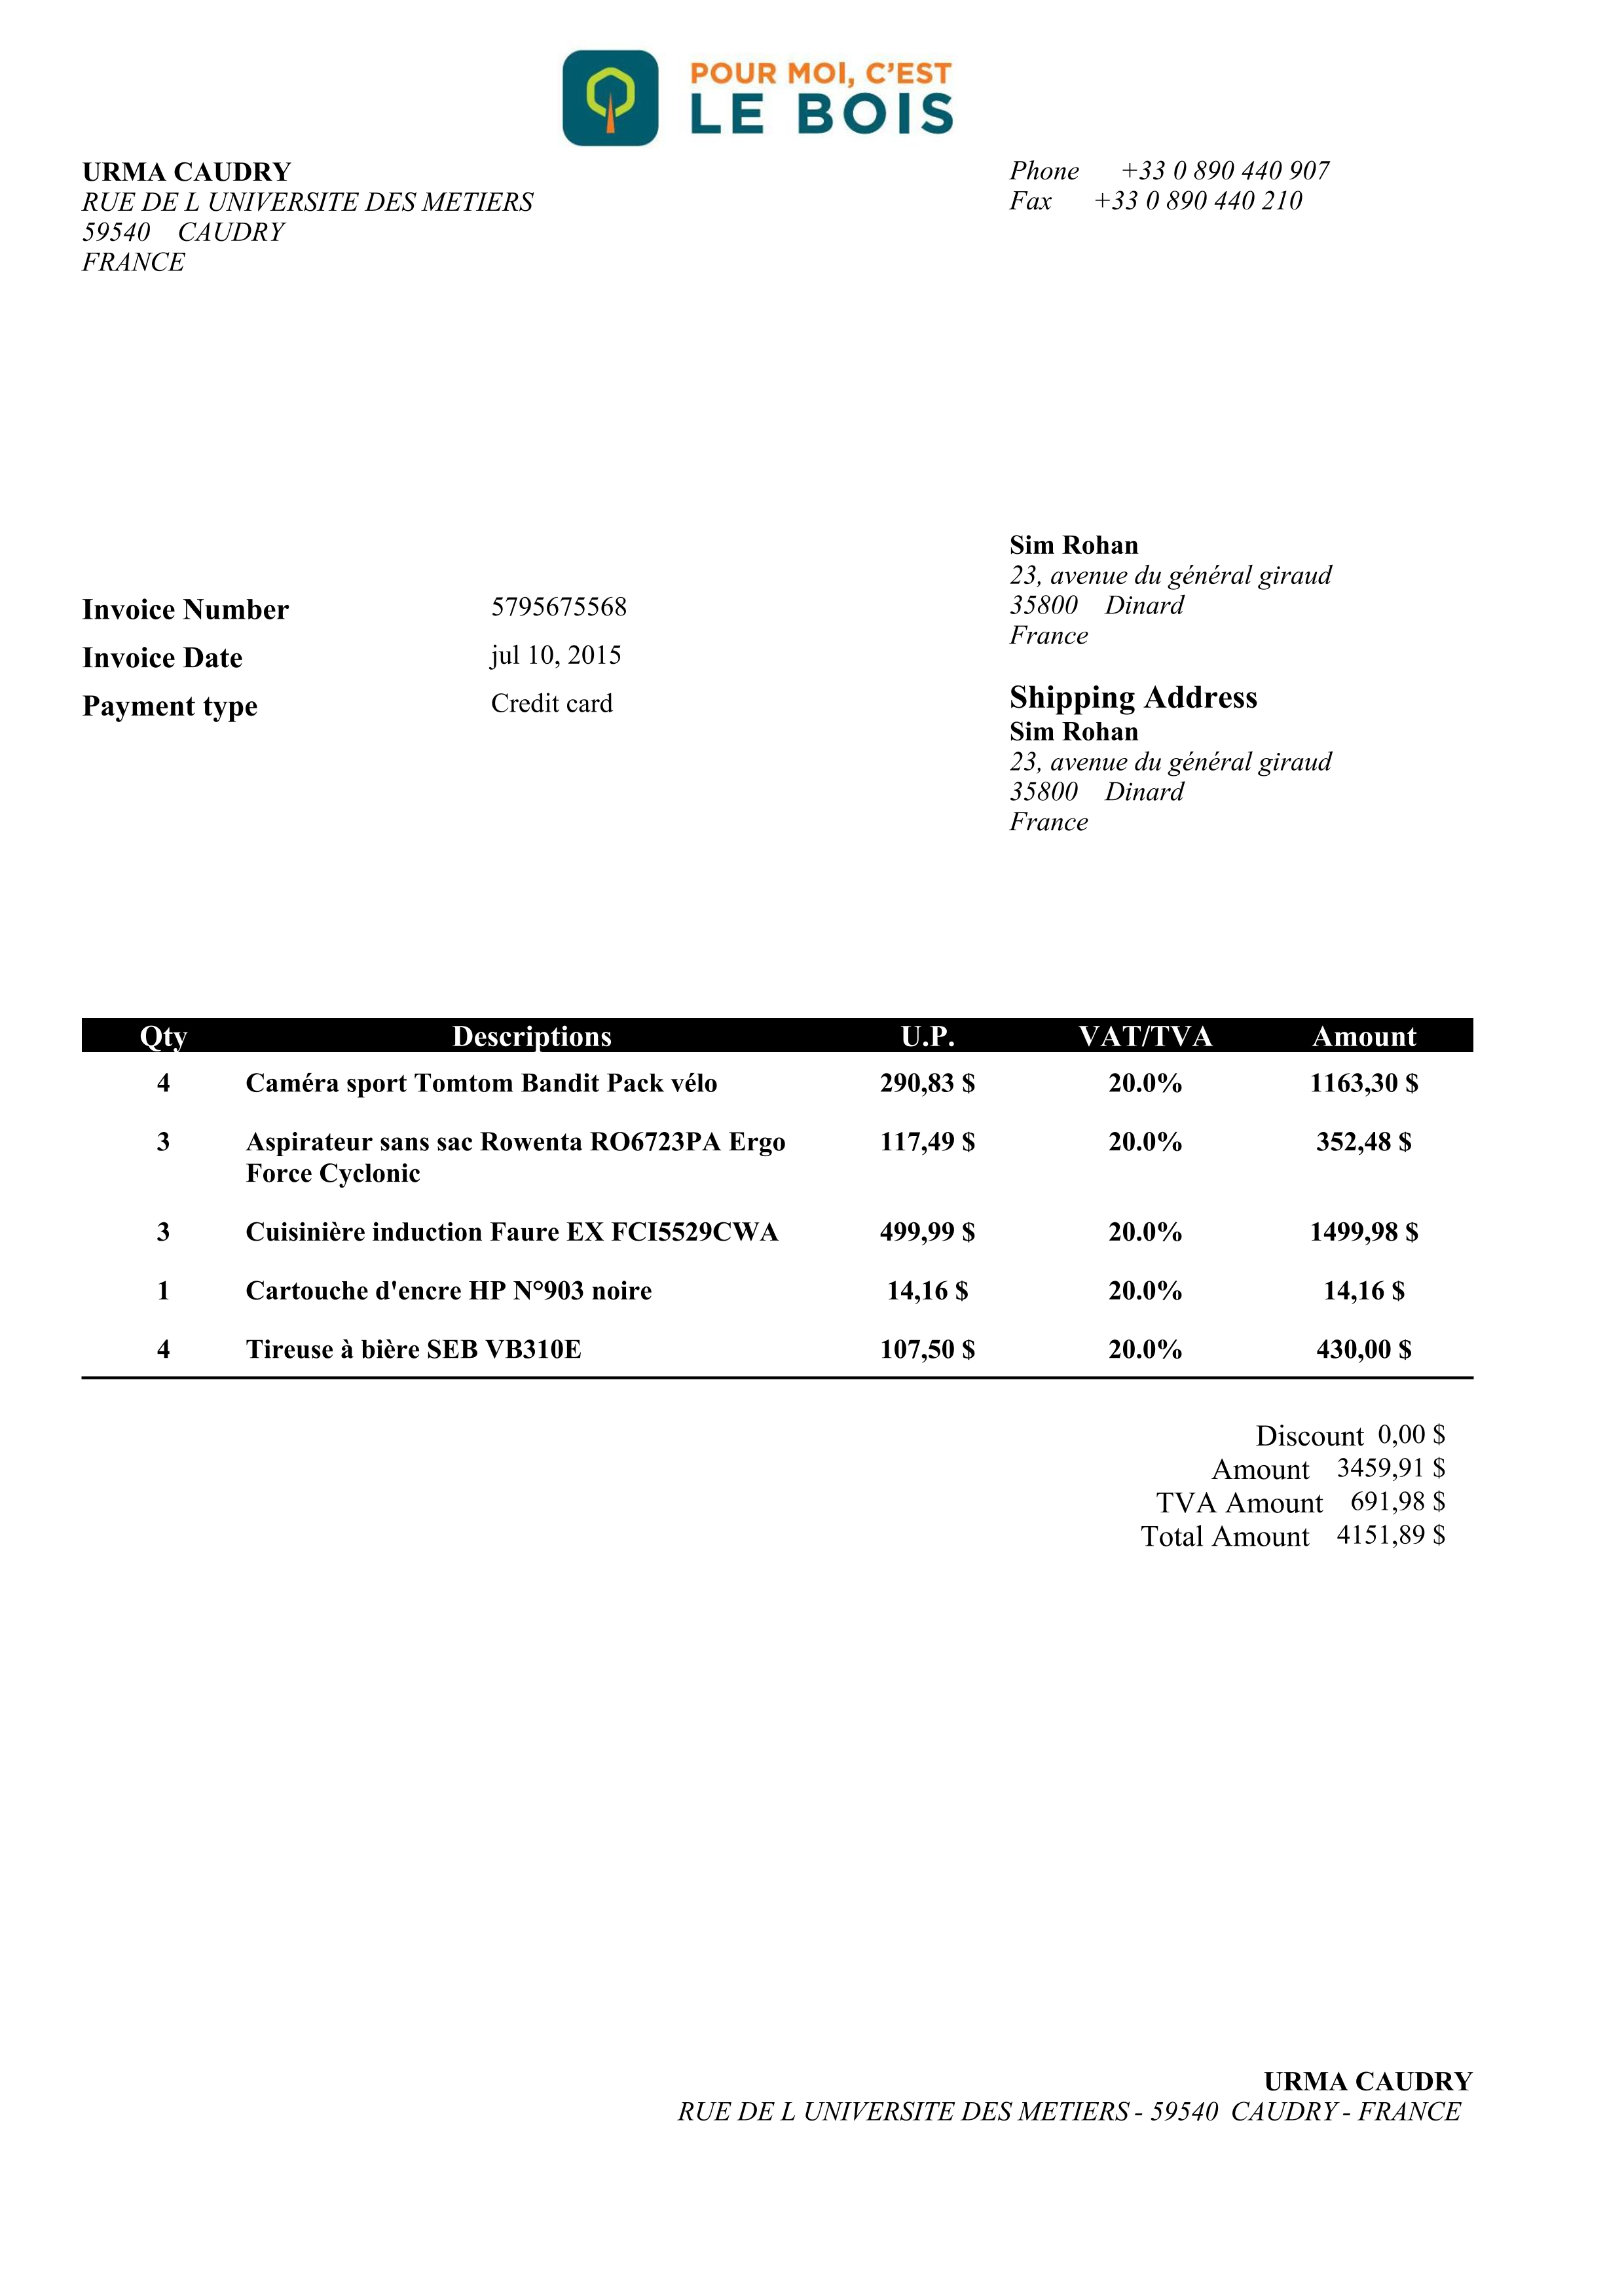 POUR MOI, C'EST
LE BOIS
URMA CAUDRY
RUE DE L UNIVERSITE DES METIERS
59540 CAUDRY
FRANCE
Phone +33 0 890 440 907
Fax +33 0 890 440 210
Sim Rohan
23, avenue du général giraud
35800 Dinard
France
Invoice Number 5795675568
Invoice Date jul 10, 2015
Payment type Credit card
Shipping Address
Sim Rohan
23, avenue du général giraud
35800 Dinard
France
Qty Descriptions U.P. VAT/TVA Amount
4 Caméra sport Tomtom Bandit Pack vélo 290,83 $ 20.0% 1163,30 $
3 Aspirateur sans sac Rowenta RO6723PA Ergo 117,49 $ 20.0% 352,48 $
Force Cyclonic
3 Cuisinière induction Faure EX FCI5529CWA 499,99 $ 20.0% 1499,98 $
1 Cartouche d'encre HP N°903 noire 14,16 $ 20.0% 14,16 $
4 Tireuse à bière SEB VB310E 107,50 $ 20.0% 430,00 $
Discount 0,00 $
Amount 3459,91 $
TVA Amount 691,98 $
Total Amount 4151,89 $
URMA CAUDRY
RUE DE L UNIVERSITE DES METIERS - 59540 CAUDRY - FRANCE